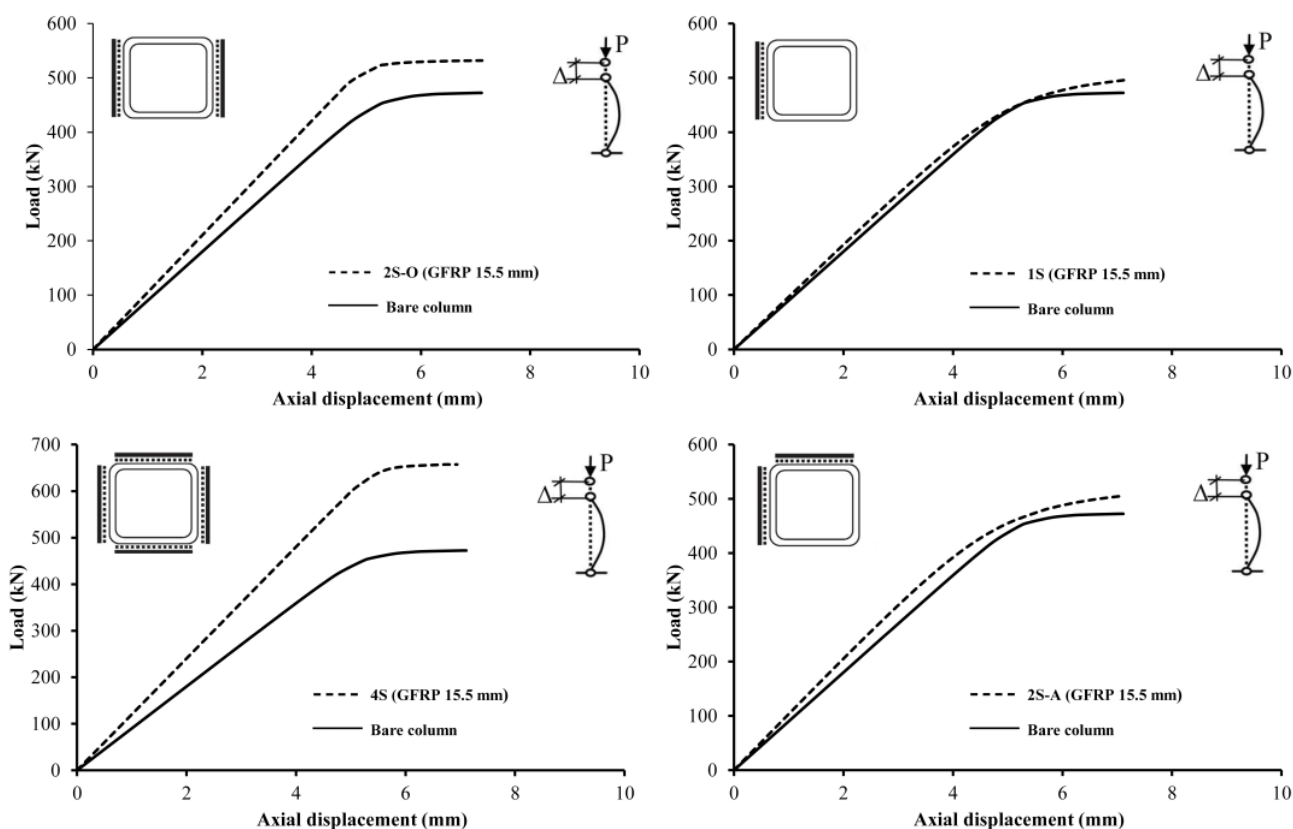 600
500
400
300
200
100
0
Load (kN)
P
Δ
2S-O (GFRP 15.5 mm)
Bare column
0 2 4 6 8 10
Axial displacement (mm)
600
500
400
300
200
100
0
Load (kN)
P
Δ
1S (GFRP 15.5 mm)
Bare column
0 2 4 6 8 10
Axial displacement (mm)
700
600
500
400
300
200
100
0
Load (kN)
P
Δ
4S (GFRP 15.5 mm)
Bare column
0 2 4 6 8 10
Axial displacement (mm)
600
500
400
300
200
100
0
Load (kN)
P
Δ
2S-A (GFRP 15.5 mm)
Bare column
0 2 4 6 8 10
Axial displacement (mm)